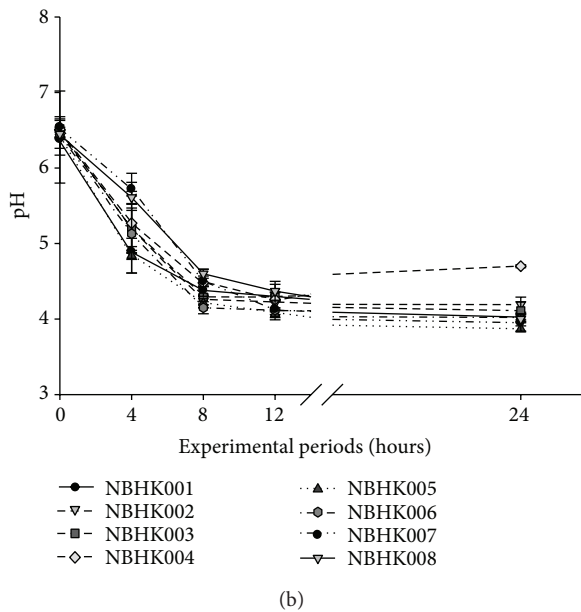 8
7
6
5
4
3
pH
0 4 8 12 24
Experimental periods (hours)
NBHK001 NBHK005
NBHK002 NBHK006
NBHK003 NBHK007
NBHK004 NBHK008
(b)